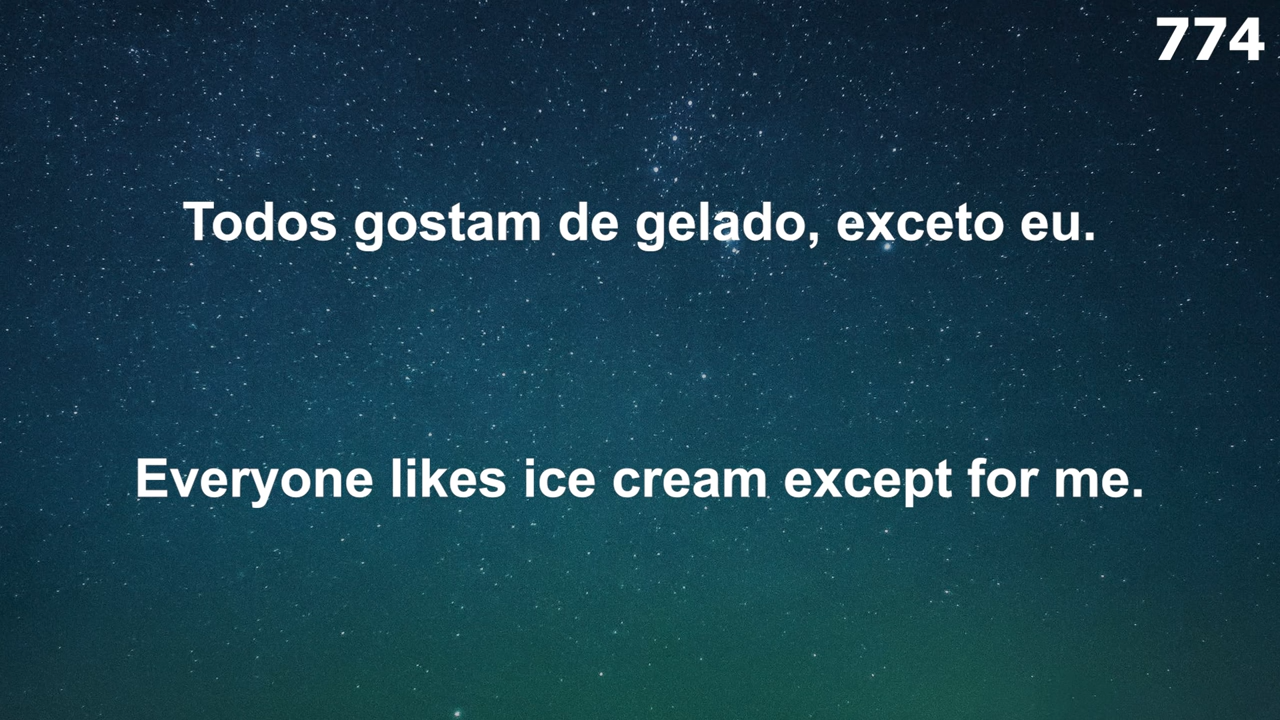 774
Todos gostam de gelado, exceto eu.
Everyone likes ice cream except for me.